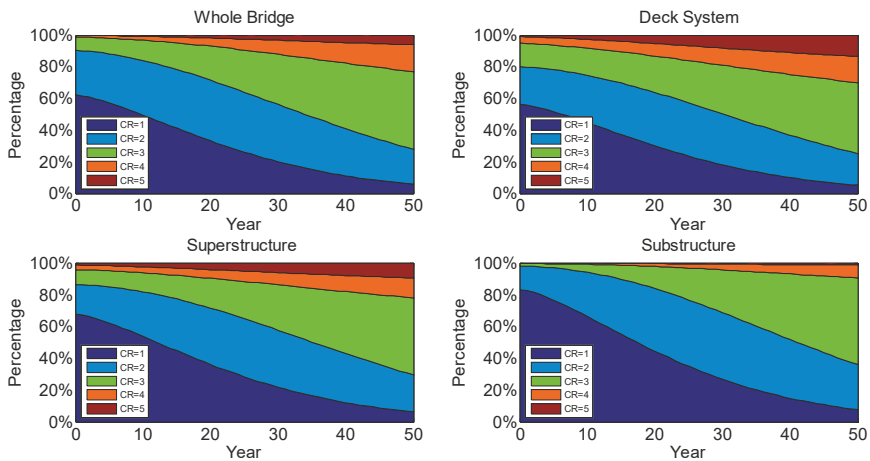 Whole Bridge
100%
80%
60%
40%
20%
0%
Percentage
CR=1
CR=2
CR=3
CR=4
CR=5
0 10 20 30 40 50
Year
Deck System
100%
80%
60%
40%
20%
0%
Percentage
CR=1
CR=2
CR=3
CR=4
CR=5
0 10 20 30 40 50
Year
Superstructure
100%
80%
60%
40%
20%
0%
Percentage
CR=1
CR=2
CR=3
CR=4
CR=5
0 10 20 30 40 50
Year
Substructure
100%
80%
60%
40%
20%
0%
Percentage
CR=1
CR=2
CR=3
CR=4
CR=5
0 10 20 30 40 50
Year